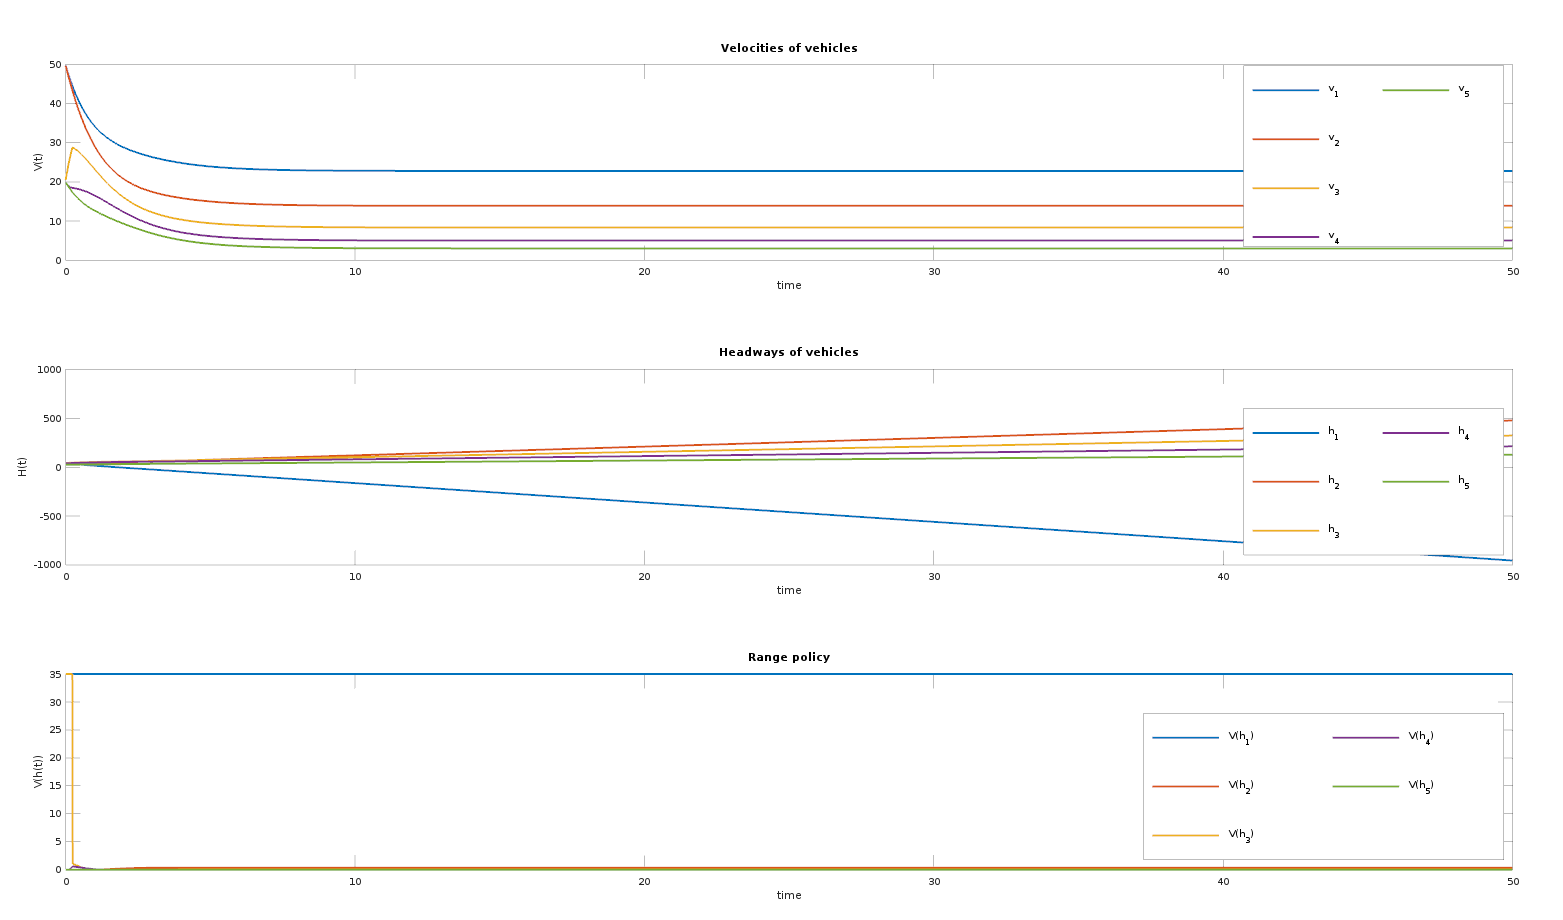 Velocities of vehicles
V(t)
50
40
30
20
10
0
v1 v5
v2
v3
v4
0 10 20 30 40 50
time
Headways of vehicles
H(t)
1000
500
0
-500
-1000
h1 h4
h2 h5
h3
0 10 20 30 40 50
time
Range policy
V(h(t))
35
30
25
20
15
10
5
0
V(h1) V(h4)
V(h2) V(h5)
V(h3)
0 10 20 30 40 50
time